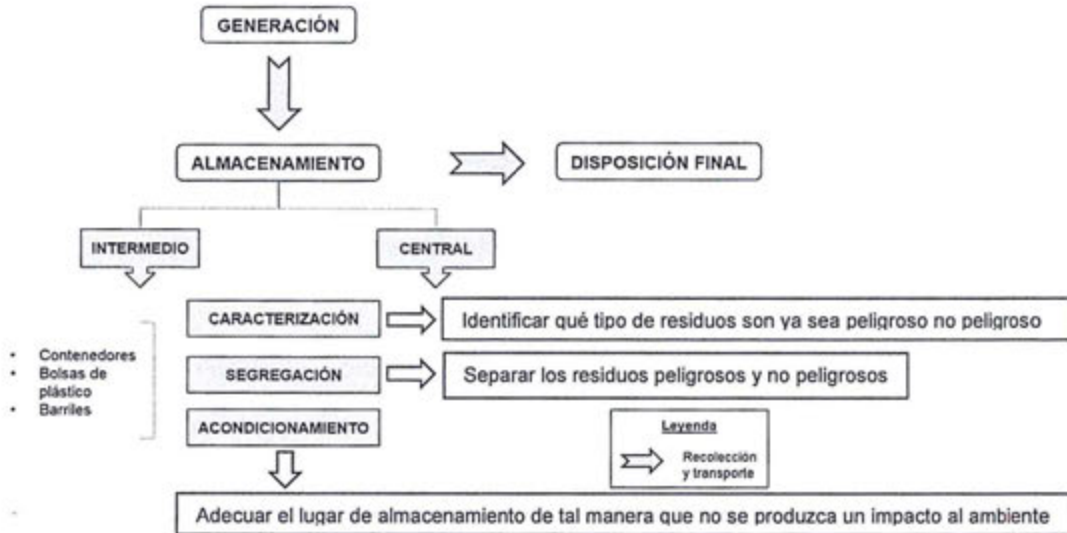 GENERACIÓN
ALMACENAMIENTO
DISPOSICIÓN FINAL
INTERMEDIO
CENTRAL
CARACTERIZACIÓN
Identificar qué tipo de residuos son ya sea peligroso no peligroso
• Contenedores
• Bolsas de
plástico
• Barriles
SEGREGACIÓN
Separar los residuos peligrosos y no peligrosos
ACONDICIONAMIENTO
Leyenda
Recolección
y transporte
Adecuar el lugar de almacenamiento de tal manera que no se produzca un impacto al ambiente